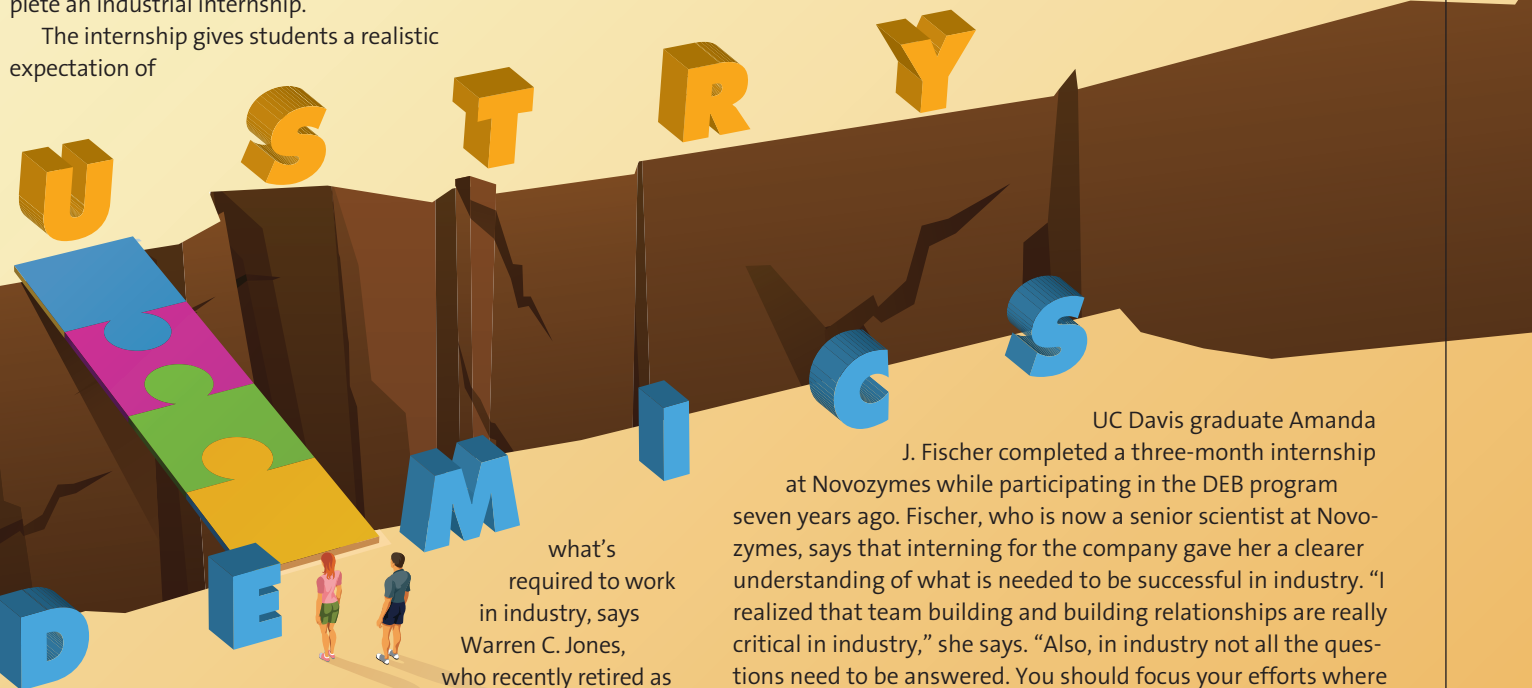 plete an industrial internship.
The internship gives students a realistic
expectation of
USTRY
DEMICS
what's
required to work
in industry, says
Warren C. Jones,
who recently retired as
UC Davis graduate Amanda
J. Fischer completed a three-month internship
at Novozymes while participating in the DEB program
seven years ago. Fischer, who is now a senior scientist at Novo-
zymes, says that interning for the company gave her a clearer
understanding of what is needed to be successful in industry. “I
realized that team building and building relationships are really
critical in industry,” she says. “Also, in industry not all the ques-
tions need to be answered. You should focus your efforts where